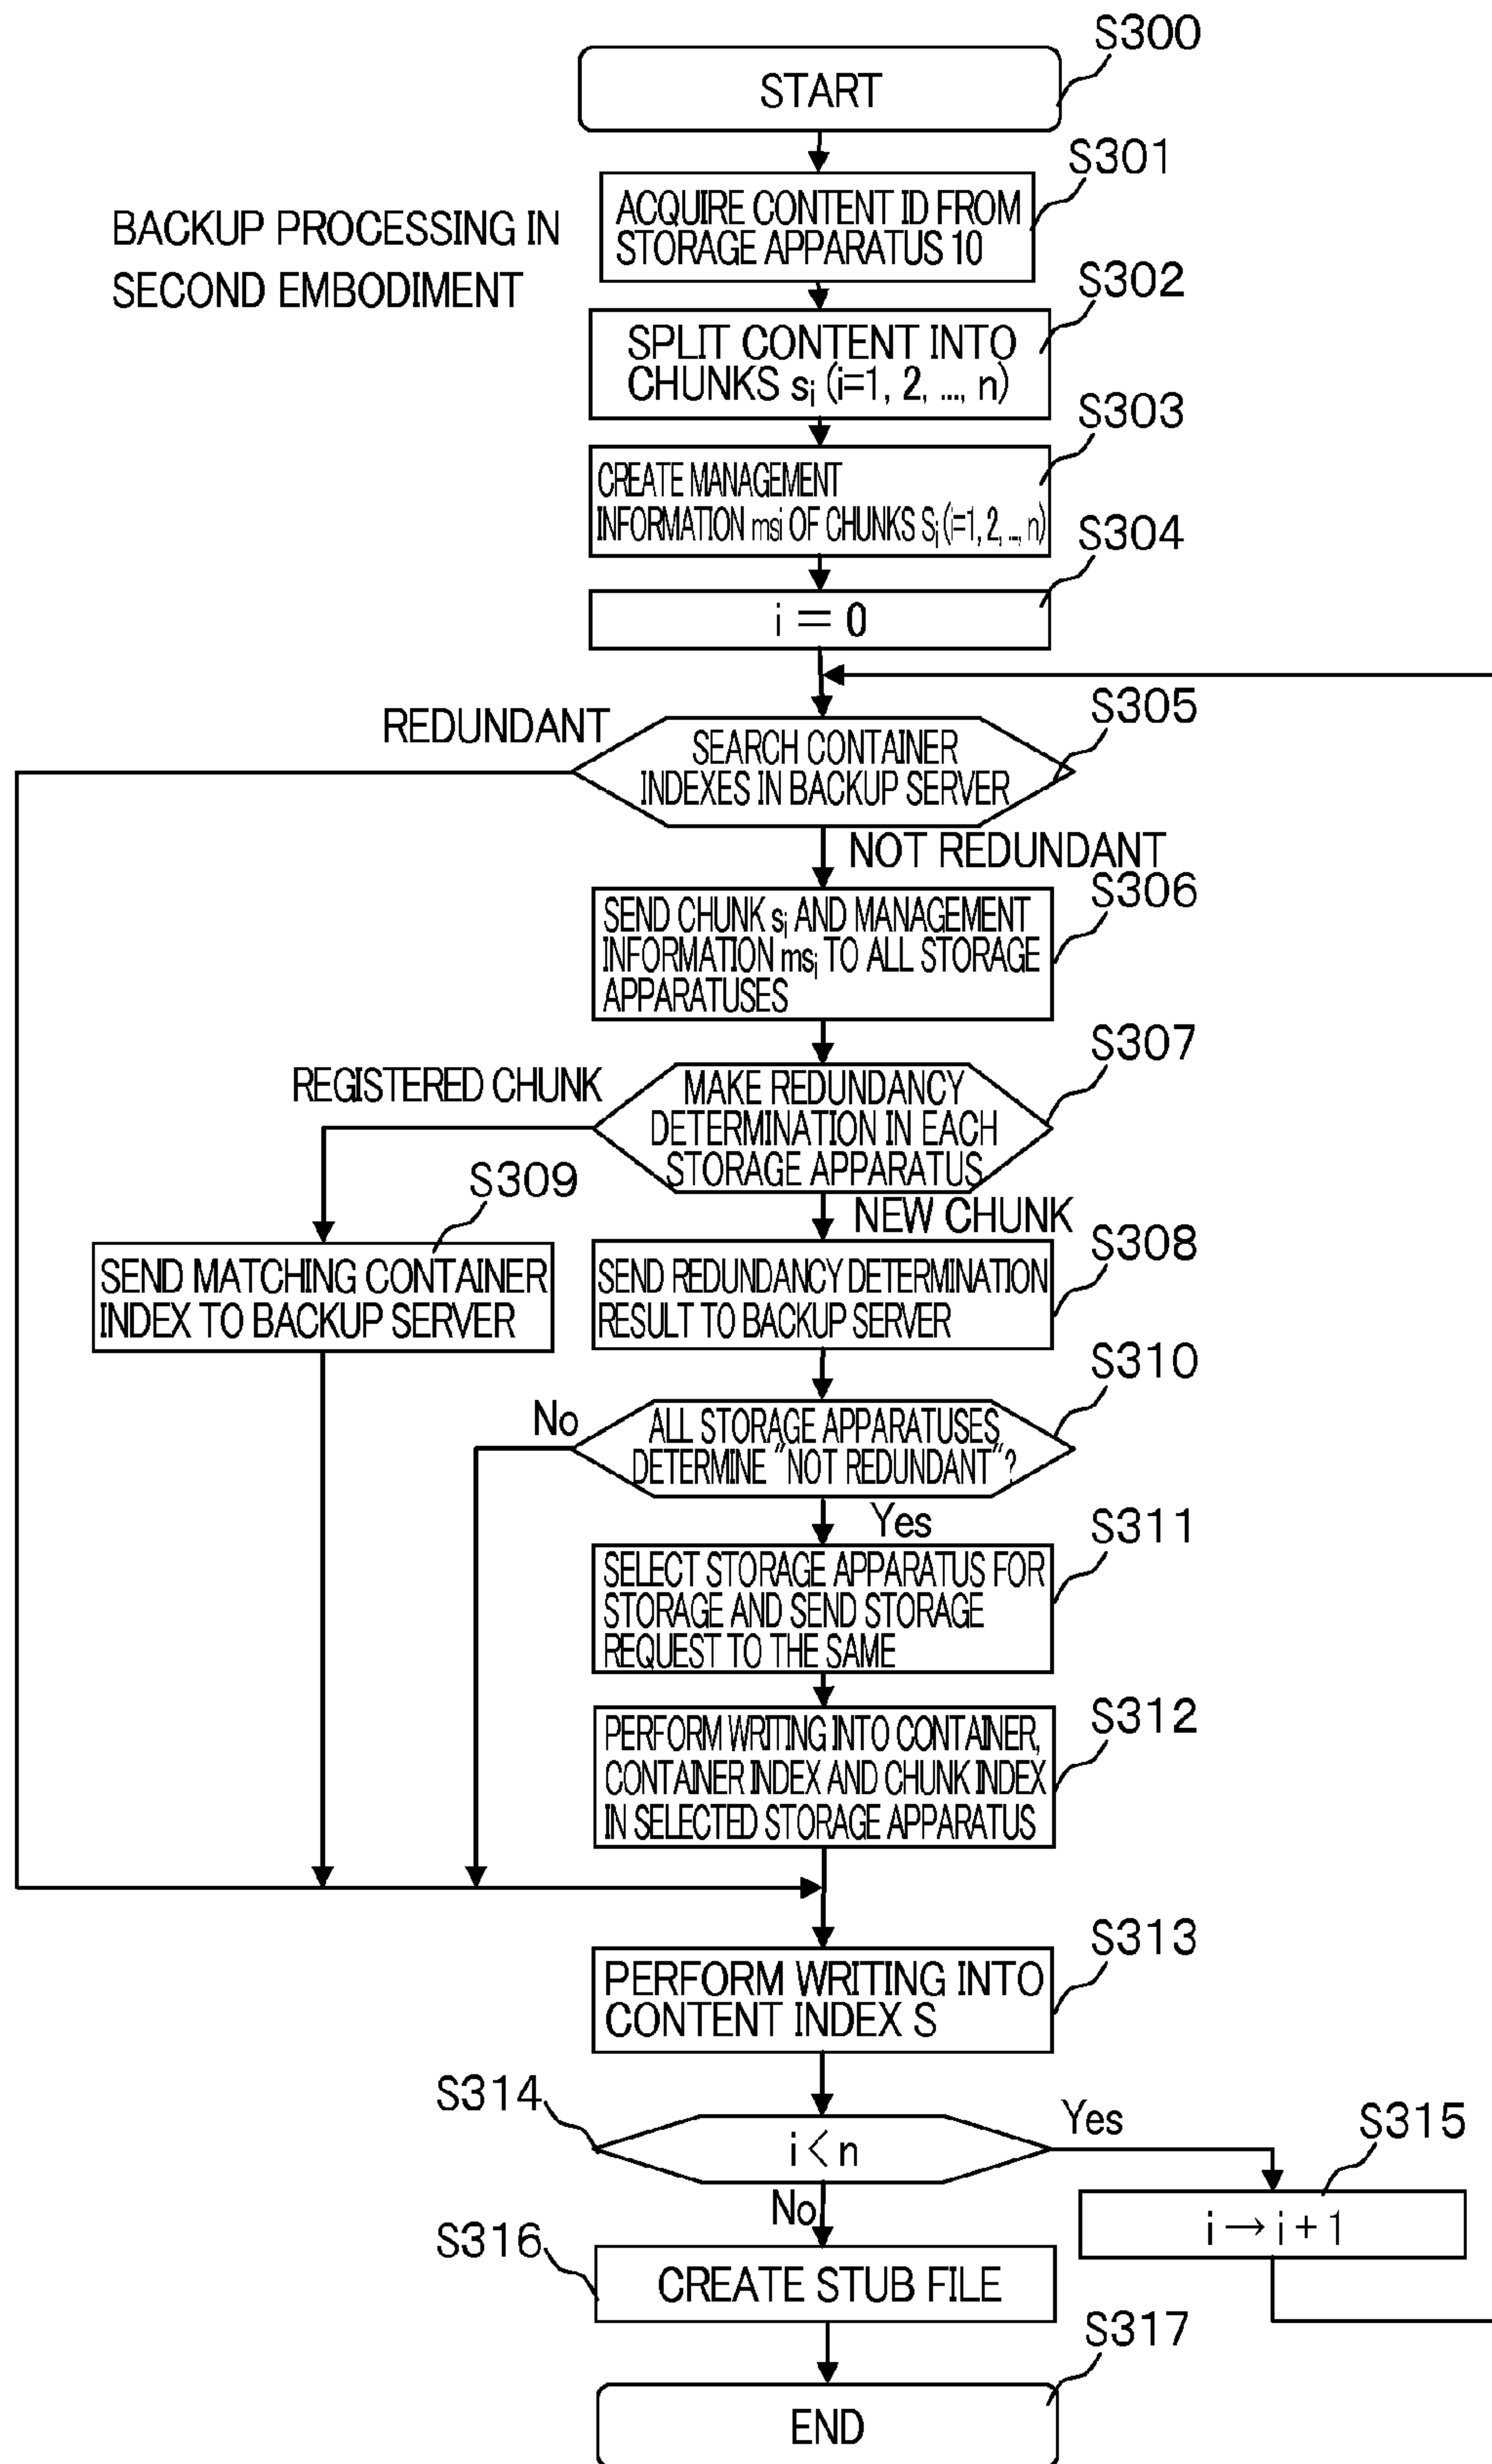 S300
START
S301
ACQUIRE CONTENT ID FROM
STORAGE APPARATUS 10
BACKUP PROCESSING IN
SECOND EMBODIMENT
S302
SPLIT CONTENT INTO
CHUNKS si (i=1, 2, ..., n)
S303
CREATE MANAGEMENT
INFORMATION msi OF CHUNKS Si (i=1, 2, .., n)
S304
i = 0
S305
REDUNDANT
SEARCH CONTAINER
INDEXES IN BACKUP SERVER
NOT REDUNDANT
S306
SEND CHUNK si AND MANAGEMENT
INFORMATION msi TO ALL STORAGE
APPARATUSES
S307
REGISTERED CHUNK
MAKE REDUNDANCY
DETERMINATION IN EACH
STORAGE APPARATUS
S309
NEW CHUNK
S308
SEND MATCHING CONTAINER
INDEX TO BACKUP SERVER
SEND REDUNDANCY DETERMINATION
RESULT TO BACKUP SERVER
S310
No
ALL STORAGE APPARATUSES
DETERMINE "NOT REDUNDANT"?
Yes
S311
SELECT STORAGE APPARATUS FOR
STORAGE AND SEND STORAGE
REQUEST TO THE SAME
S312
PERFORM WRITING INTO CONTAINER,
CONTAINER INDEX AND CHUNK INDEX
IN SELECTED STORAGE APPARATUS
S313
PERFORM WRITING INTO
CONTENT INDEX S
S314
i < n
Yes
S315
i → i + 1
No
S316
CREATE STUB FILE
S317
END